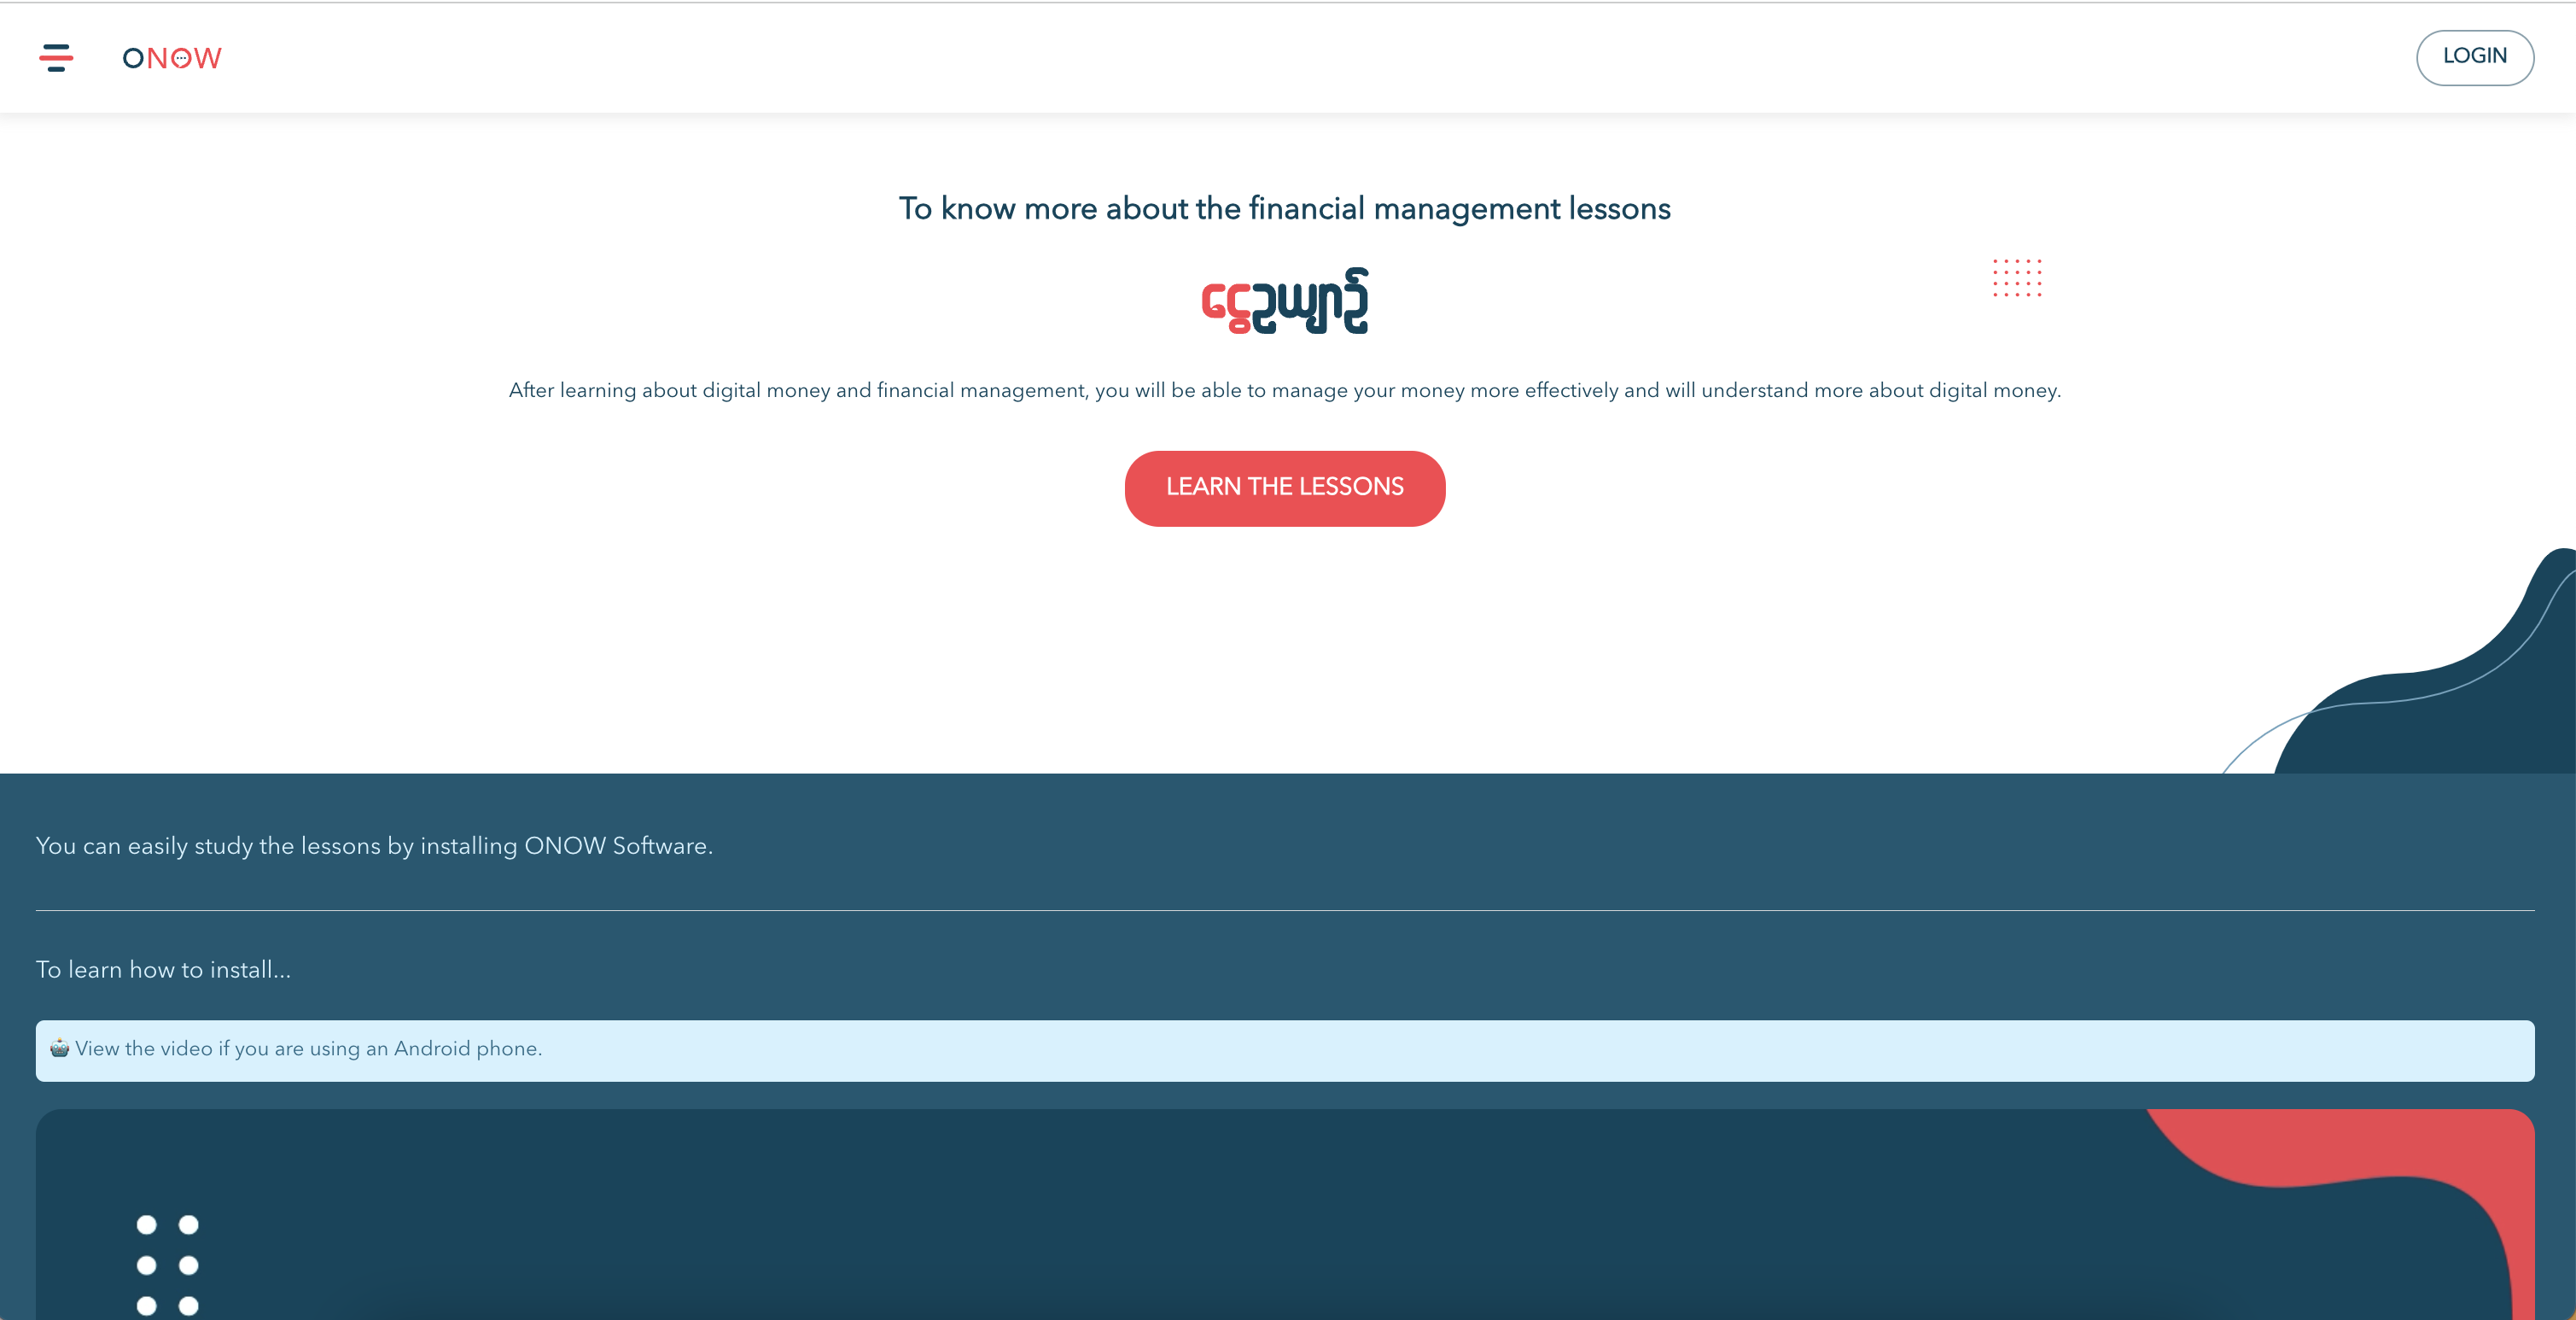 ONOW
LOGIN
To know more about the financial management lessons
ငွေဥယျာဉ်
After learning about digital money and financial management, you will be able to manage your money more effectively and will understand more about digital money.
LEARN THE LESSONS
You can easily study the lessons by installing ONOW Software.
To learn how to install...
View the video if you are using an Android phone.